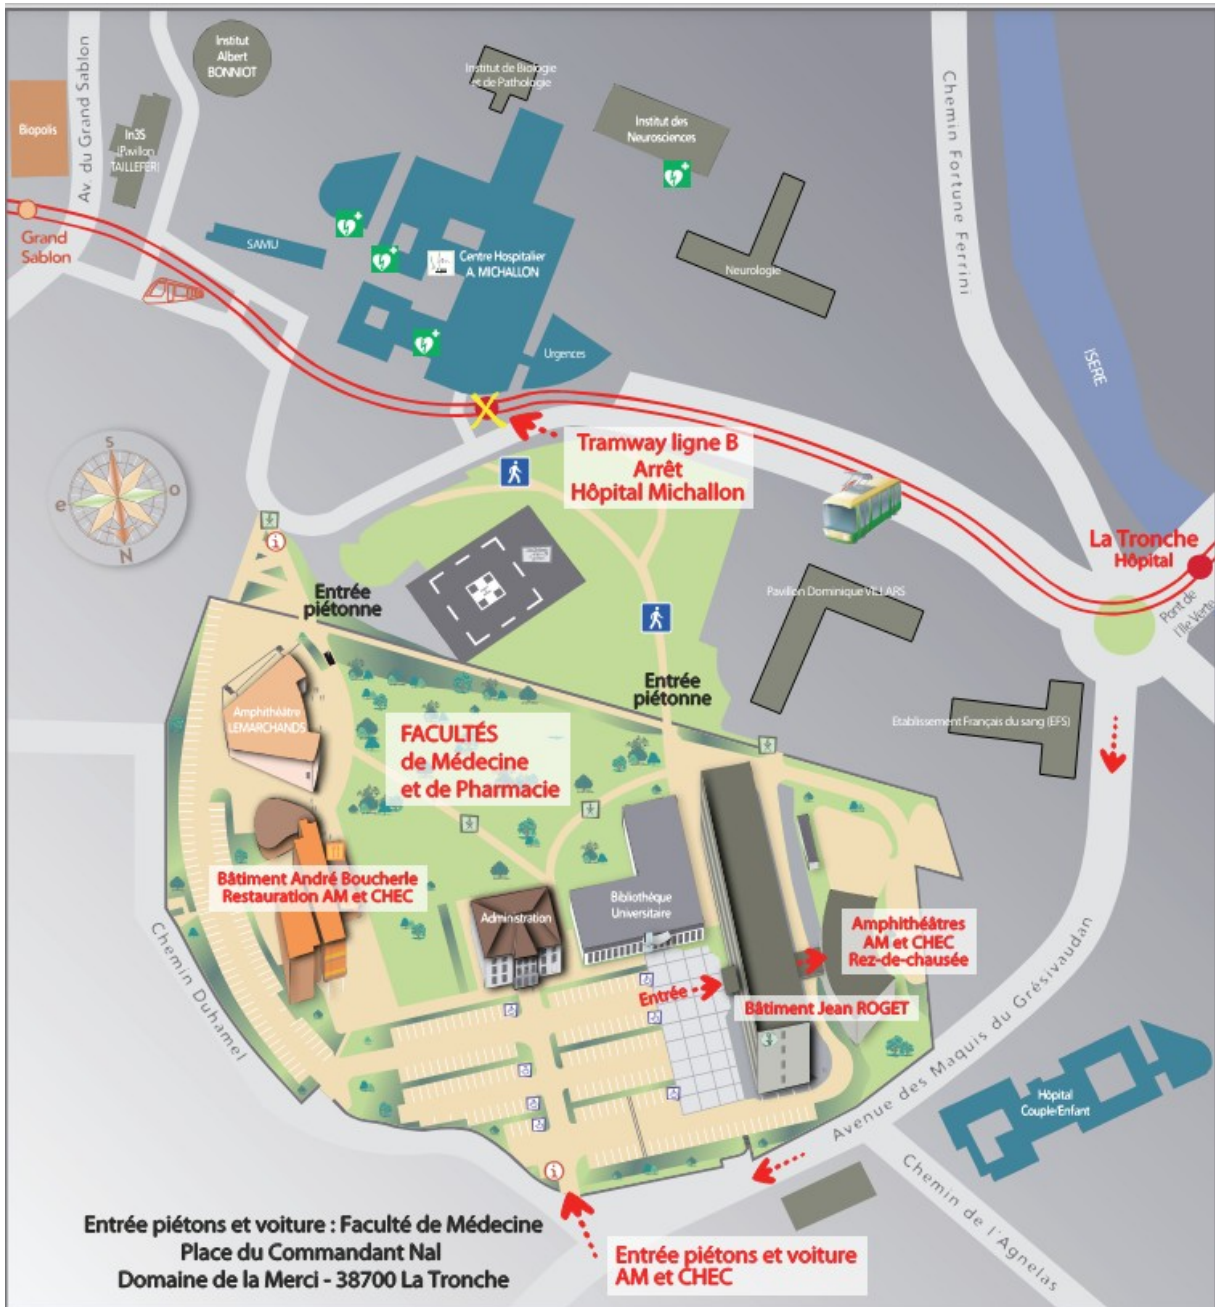 Institut
Albert
BONNIOT
Institut de Biologie
et de Pathologie
Av. du Grand Sablon
Biopolis
In3S
(Pavillon
TAILLEFER)
Institut des
Neurosciences
Chemin Fortune Ferrini
Grand
Sablon
SAMU
Centre Hospitalier
A. MICHALLON
Neurologie
Urgences
ISERE
Tramway ligne B
Arrêt
Hôpital Michallon
S
e
o
N
La Tronche
Hôpital
Pont de
l'Ile Verte
Entrée
piétonne
Pavillon Dominique VILLARS
Entrée
piétonne
Amphithéâtre
LEMARCHANDS
FACULTÉS
de Médecine
et de Pharmacie
Etablissement Français du sang (EFS)
Bâtiment André Boucherle
Restauration AM et CHEC
Administration
Bibliothèque
Universitaire
Amphithéâtres
AM et CHEC
Rez-de-chausée
Entrée
Bâtiment Jean ROGET
Chemin Duhamel
Avenue des Maquis du Grésivaudan
Hôpital
Couple/Enfant
Chemin de l'Agnelas
Entrée piétons et voiture : Faculté de Médecine
Place du Commandant Nal
Domaine de la Merci - 38700 La Tronche
Entrée piétons et voiture
AM et CHEC